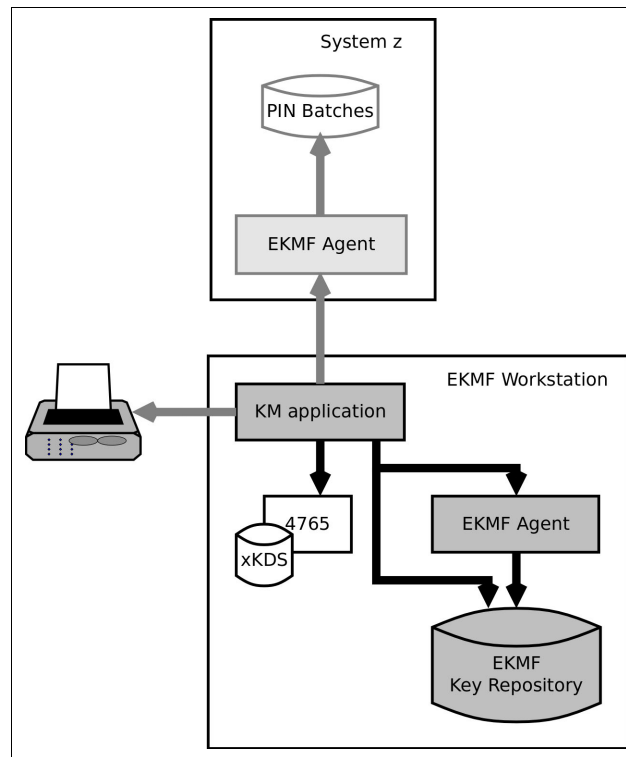 System z
PIN Batches
EKMF Agent
EKMF Workstation
KM application
4765
xKDS
EKMF Agent
EKMF
Key Repository